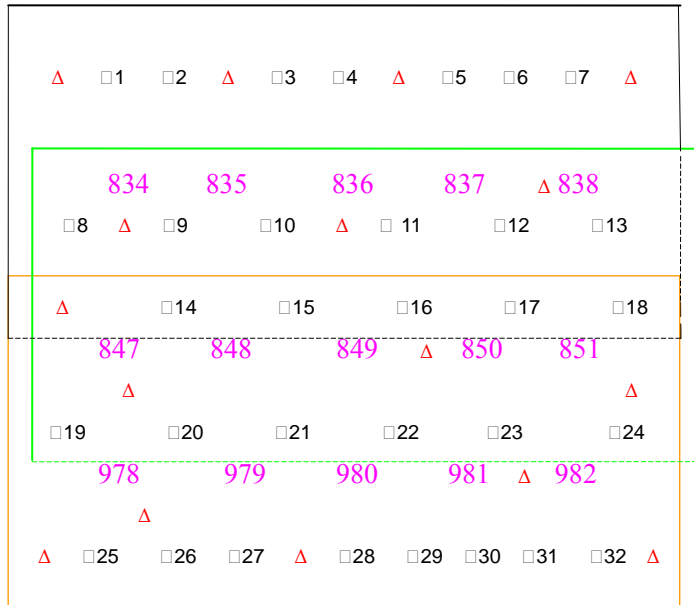 Δ □1 □2 Δ □3 □4 Δ □5 □6 □7 Δ
834 835 836 837 Δ 838
□8 Δ □9 □10 Δ □ 11 □12 □13
Δ □14 □15 □16 □17 □18
847 848 849 Δ 850 851
Δ Δ
□19 □20 □21 □22 □23 □24
978 979 980 981 Δ 982
Δ
Δ □25 □26 □27 Δ □28 □29 □30 □31 □32 Δ